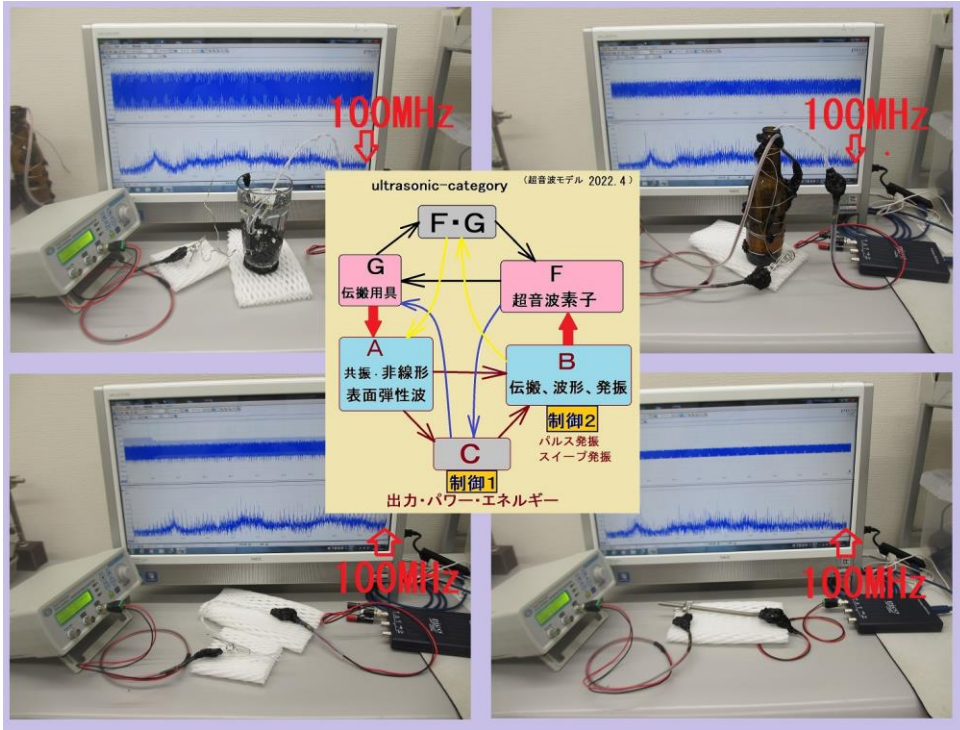 100MHz
100MHz
ultrasonic-category
(超音波モデル 2022.4)
F・G
G
伝搬用具
F
超音波素子
A
共振・非線形
表面弾性波
B
伝搬、波形、発振
制御2
パルス発振
スイープ発振
C
制御1
出力・パワー・エネルギー
100MHz
100MHz